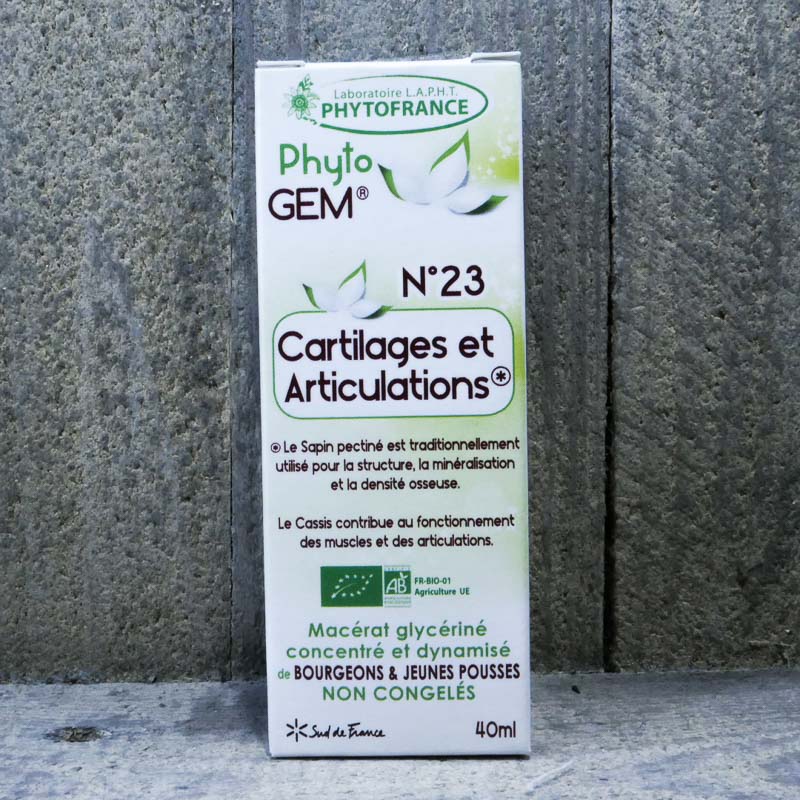 Laboratoire L.A.P.H.T.
PHYTOFRANCE
Phyto
GEM®
N°23
Cartilages et
Articulations*
* Le Sapin pectiné est traditionnellement
utilisé pour la structure, la minéralisation
et la densité osseuse.
Le Cassis contribue au fonctionnement
des muscles et des articulations.
AB
FR-BIO-01
Agriculture UE
Macérat glycériné
concentré et dynamisé
de BOURGEONS & JEUNES POUSSES
NON CONGELÉS
Sud de France
40ml